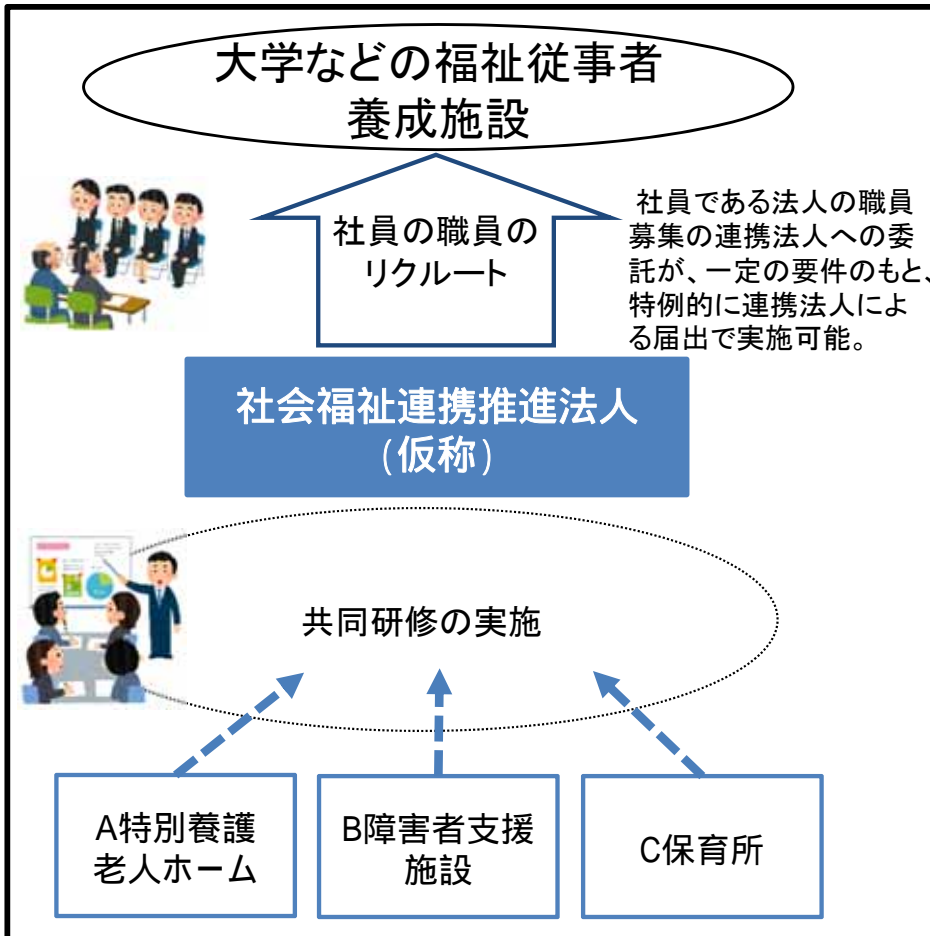 大学などの福祉従事者
養成施設
社員の職員の
リクルート
社員である法人の職員
募集の連携法人への委
託が、一定の要件のもと、
特例的に連携法人によ
る届出で実施可能。
社会福祉連携推進法人
(仮称)
共同研修の実施
A特別養護
老人ホーム
B障害者支援
施設
C保育所